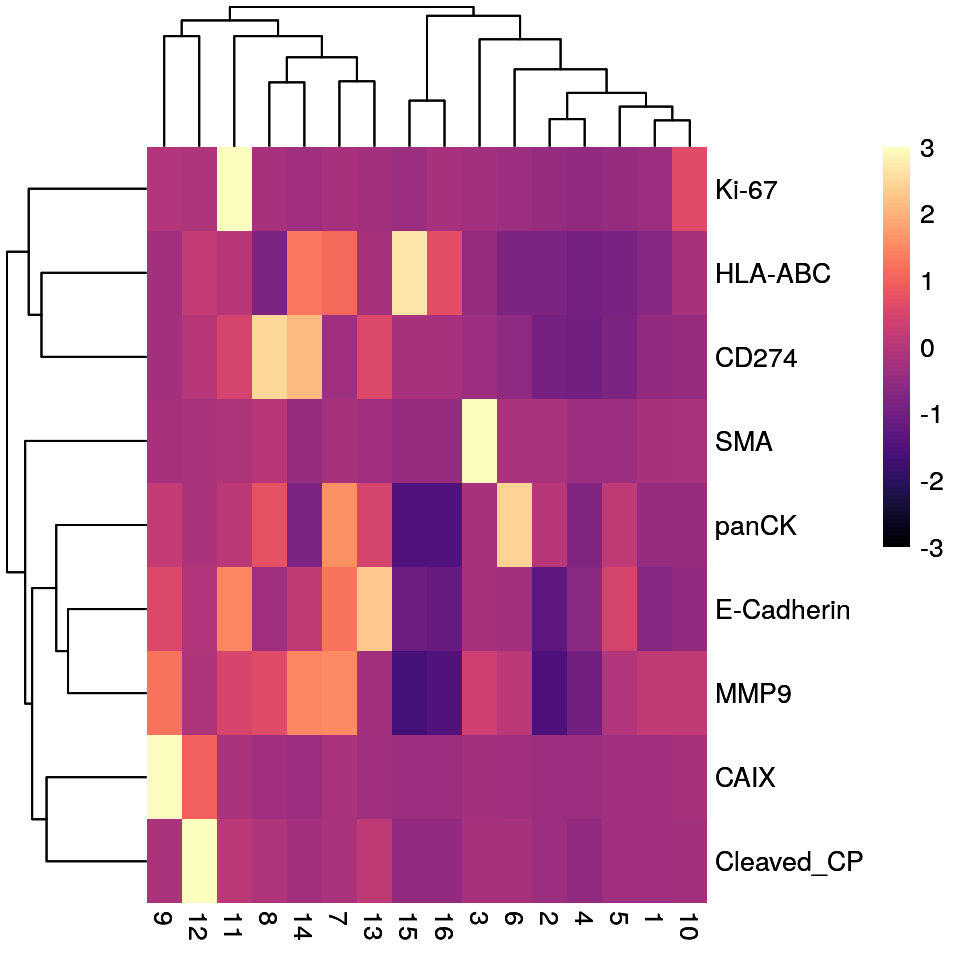 3
2
1
0
-1
-2
-3
Ki-67
HLA-ABC
CD274
SMA
panCK
E-Cadherin
MMP9
CAIX
Cleaved_CP
9 12 11 8 14 7 13 15 16 3 6 2 4 5 1 10